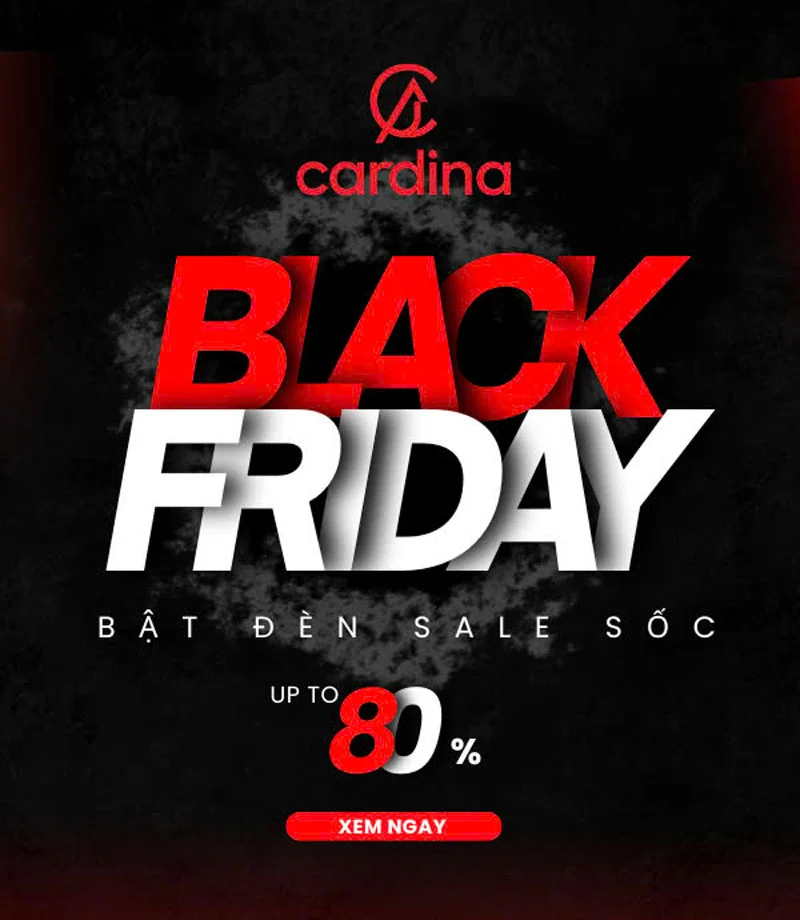 cardina
BLACK
FRIDAY
BẬT ĐÈN SALE SỐC
UP TO 80%
XEM NGAY